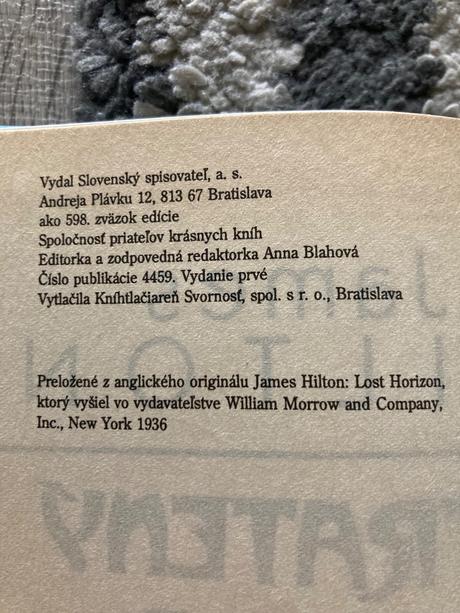 Vydal Slovenský spisovateľ, a. s.
Andreja Plávku 12, 813 67 Bratislava
ako 598. zväzok edície
Spoločnosť priateľov krásnych kníh
Editorka a zodpovedná redaktorka Anna Blahová
Číslo publikácie 4459. Vydanie prvé
Vytlačila Kníhtlačiareň Svornosť, spol. s r. o., Bratislava
Preložené z anglického originálu James Hilton: Lost Horizon,
ktorý vyšiel vo vydavateľstve William Morrow and Company,
Inc., New York 1936